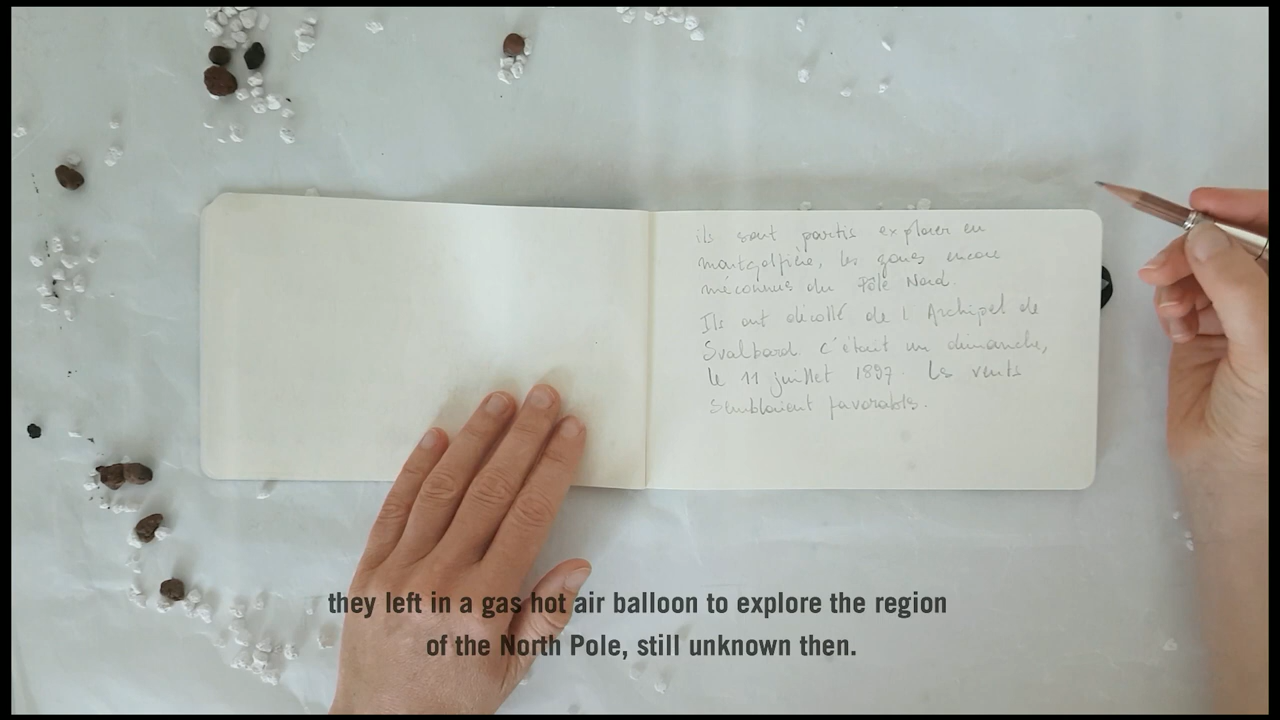 ils sont partis explorer en
montgolfière, les zones encore
méconnues du Pôle Nord.
Ils ont décollé de l'Archipel de
Svalbard. c'était un dimanche,
le 11 juillet 1897. Les vents
semblaient favorables.
they left in a gas hot air balloon to explore the region
of the North Pole, still unknown then.